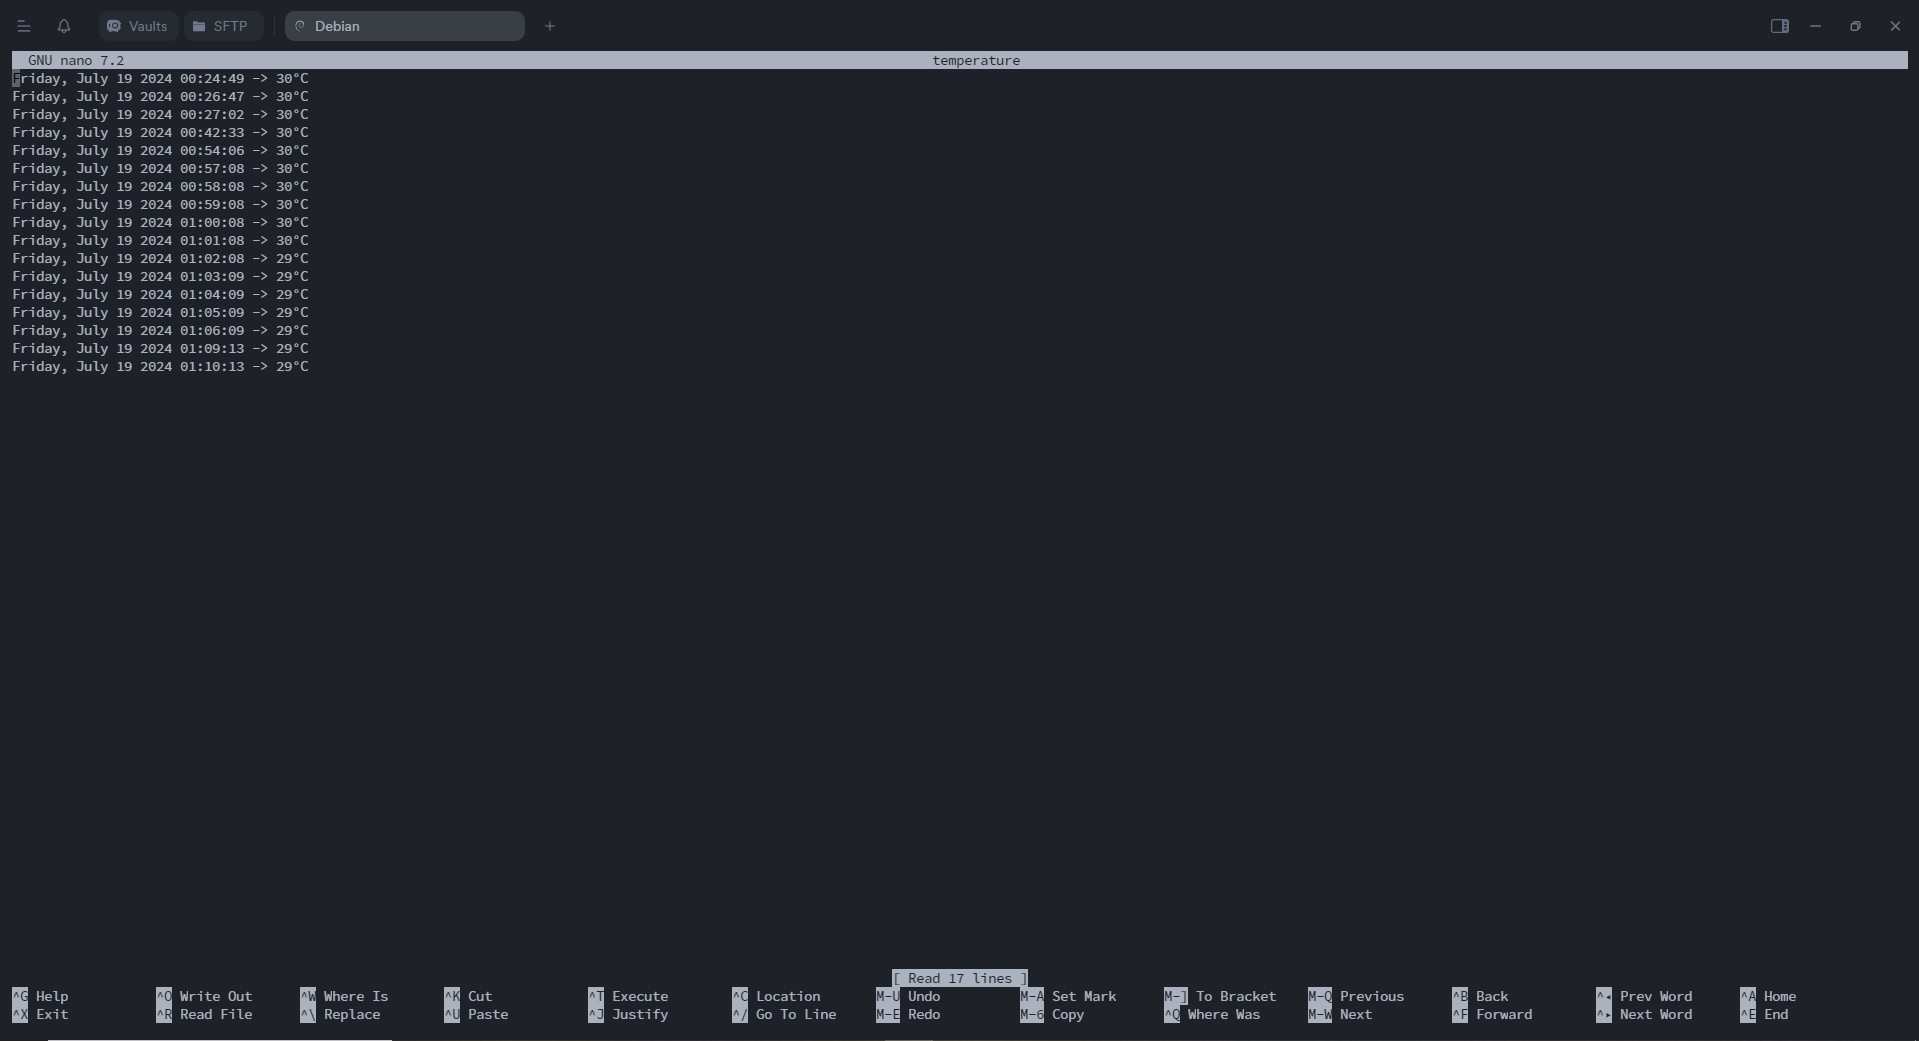 Vaults SFTP Debian
GNU nano 7.2 temperature
Friday, July 19 2024 00:24:49 -> 30°C
Friday, July 19 2024 00:26:47 -> 30°C
Friday, July 19 2024 00:27:02 -> 30°C
Friday, July 19 2024 00:42:33 -> 30°C
Friday, July 19 2024 00:54:06 -> 30°C
Friday, July 19 2024 00:57:08 -> 30°C
Friday, July 19 2024 00:58:08 -> 30°C
Friday, July 19 2024 00:59:08 -> 30°C
Friday, July 19 2024 01:00:08 -> 30°C
Friday, July 19 2024 01:01:08 -> 30°C
Friday, July 19 2024 01:02:08 -> 29°C
Friday, July 19 2024 01:03:09 -> 29°C
Friday, July 19 2024 01:04:09 -> 29°C
Friday, July 19 2024 01:05:09 -> 29°C
Friday, July 19 2024 01:06:09 -> 29°C
Friday, July 19 2024 01:09:13 -> 29°C
Friday, July 19 2024 01:10:13 -> 29°C
[ Read 17 lines ]
^G Help ^O Write Out ^W Where Is ^K Cut ^T Execute ^C Location M-U Undo M-A Set Mark M-] To Bracket M-Q Previous ^B Back ^◂ Prev Word ^A Home
^X Exit ^R Read File ^\ Replace ^U Paste ^J Justify ^/ Go To Line M-E Redo M-6 Copy ^Q Where Was M-W Next ^F Forward ^▸ Next Word ^E End